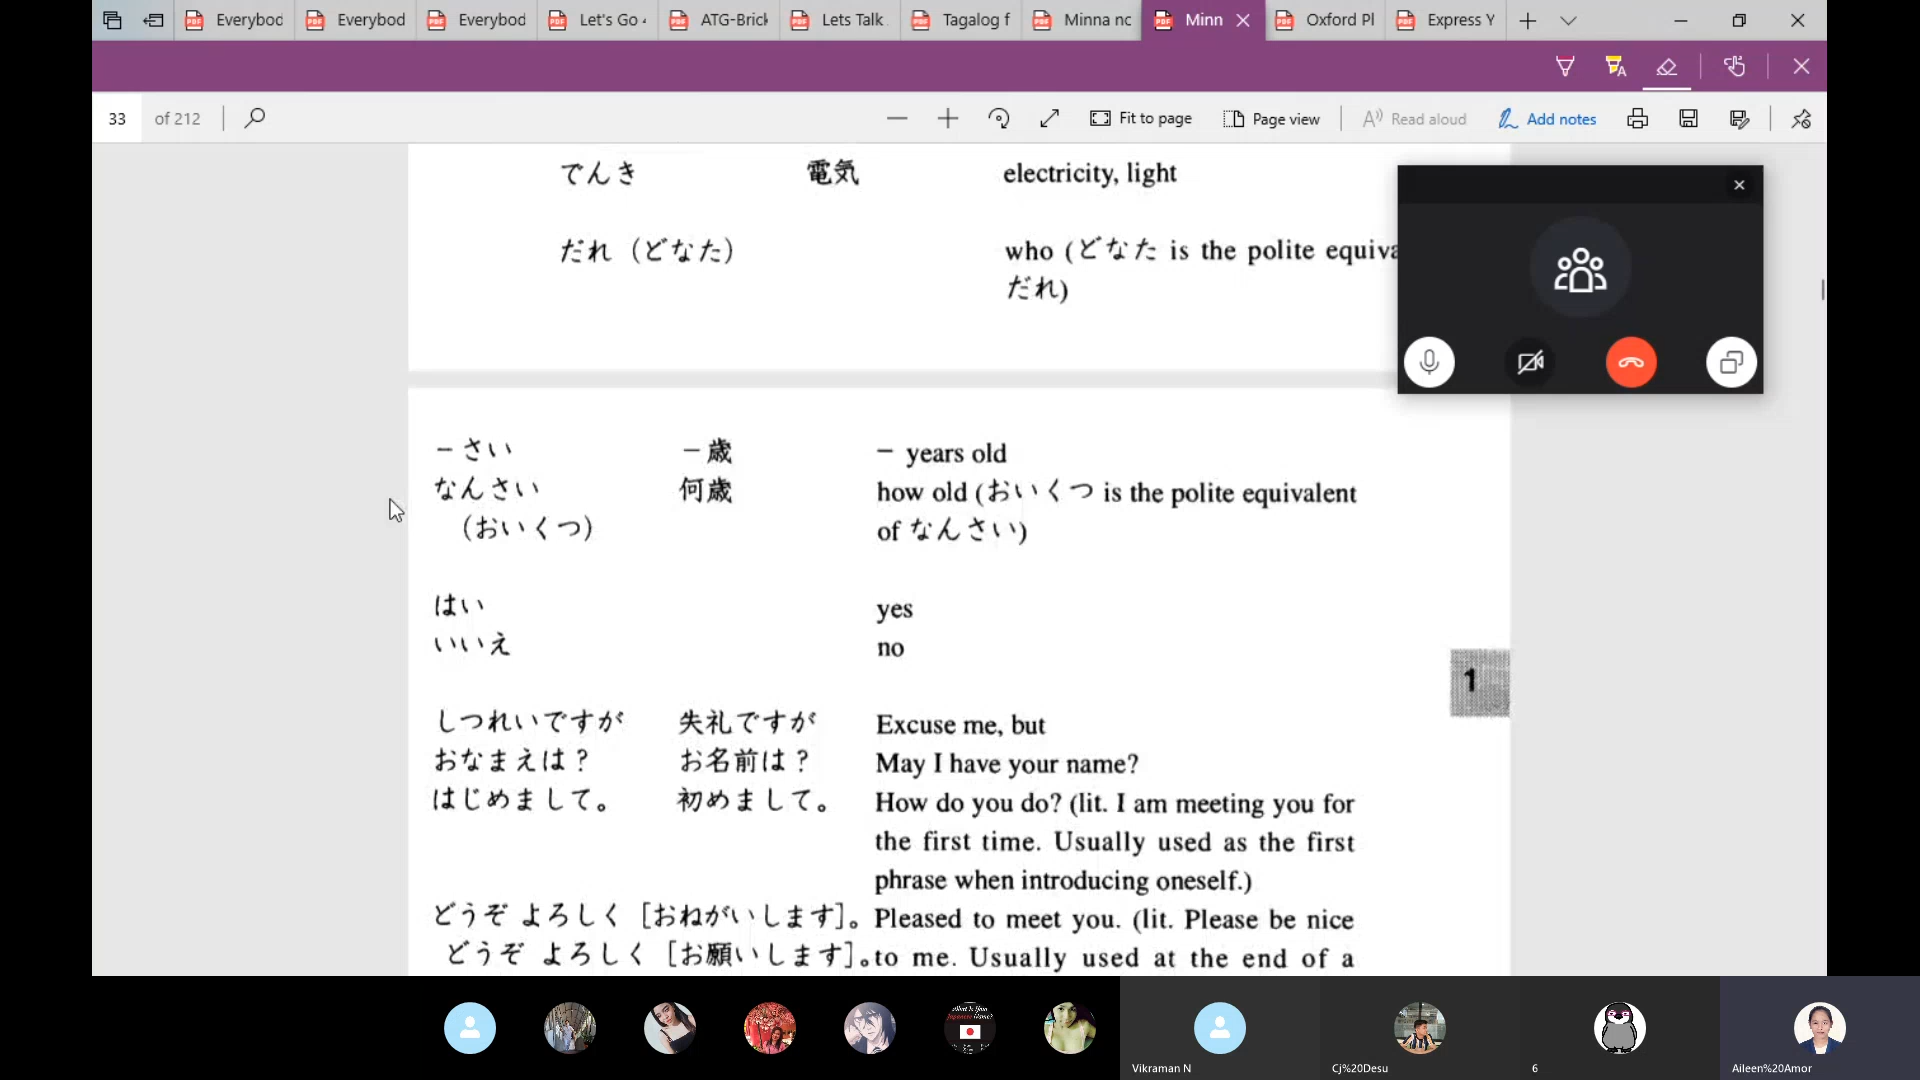 Everybod
Everybod
Everybod
Let's Go
ATG-Brick
Lets Talk
Tagalog f
Minna no
Minn
Oxford Pl
Express Y
33 of 212
Fit to page
Page view
Read aloud
Add notes
でんき 電気 electricity, light
だれ（どなた） who (どなた is the polite equiva
だれ)
－さい －歳 － years old
なんさい 何歳 how old (おいくつ is the polite equivalent
（おいくつ） of なんさい)
はい yes
いいえ no
1
しつれいですが 失礼ですが Excuse me, but
おなまえは？ お名前は？ May I have your name?
はじめまして。 初めまして。 How do you do? (lit. I am meeting you for
the first time. Usually used as the first
phrase when introducing oneself.)
どうぞ よろしく［おねがいします］。 Pleased to meet you. (lit. Please be nice
どうぞ よろしく［お願いします］。 to me. Usually used at the end of a
Vikraman N
Cj%20Desu
6
Aileen%20Amor